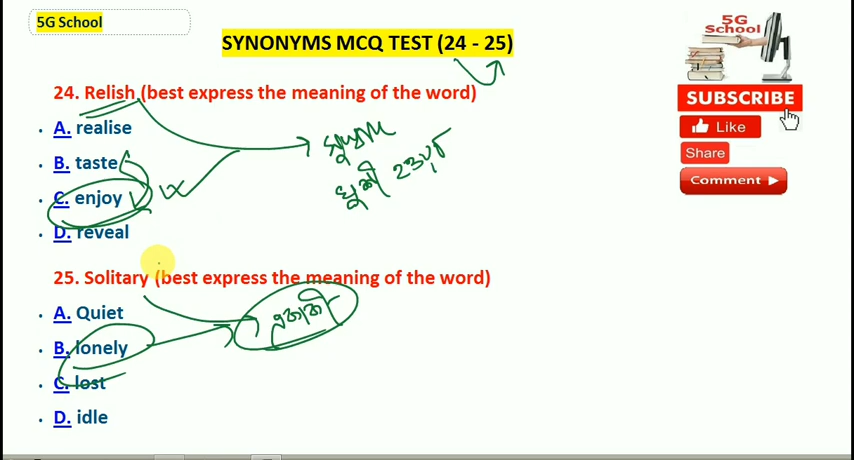 5G School
SYNONYMS MCQ TEST (24 - 25)
24. Relish (best express the meaning of the word)
A. realise
B. taste
C. enjoy
D. reveal
25. Solitary (best express the meaning of the word)
A. Quiet
B. lonely
C. lost
D. idle
একাকী
5G
School
SUBSCRIBE
Like
Share
Comment